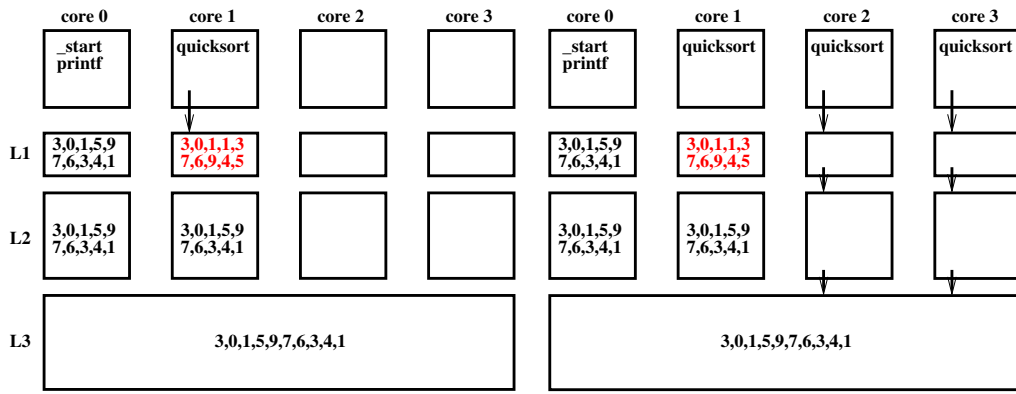 core 0 core 1 core 2 core 3 core 0 core 1 core 2 core 3
_start quicksort _start quicksort quicksort quicksort
printf printf
L1 3,0,1,5,9 3,0,1,1,3 3,0,1,5,9 3,0,1,1,3
7,6,3,4,1 7,6,9,4,5 7,6,3,4,1 7,6,9,4,5
L2 3,0,1,5,9 3,0,1,5,9 3,0,1,5,9 3,0,1,5,9
7,6,3,4,1 7,6,3,4,1 7,6,3,4,1 7,6,3,4,1
L3 3,0,1,5,9,7,6,3,4,1 3,0,1,5,9,7,6,3,4,1